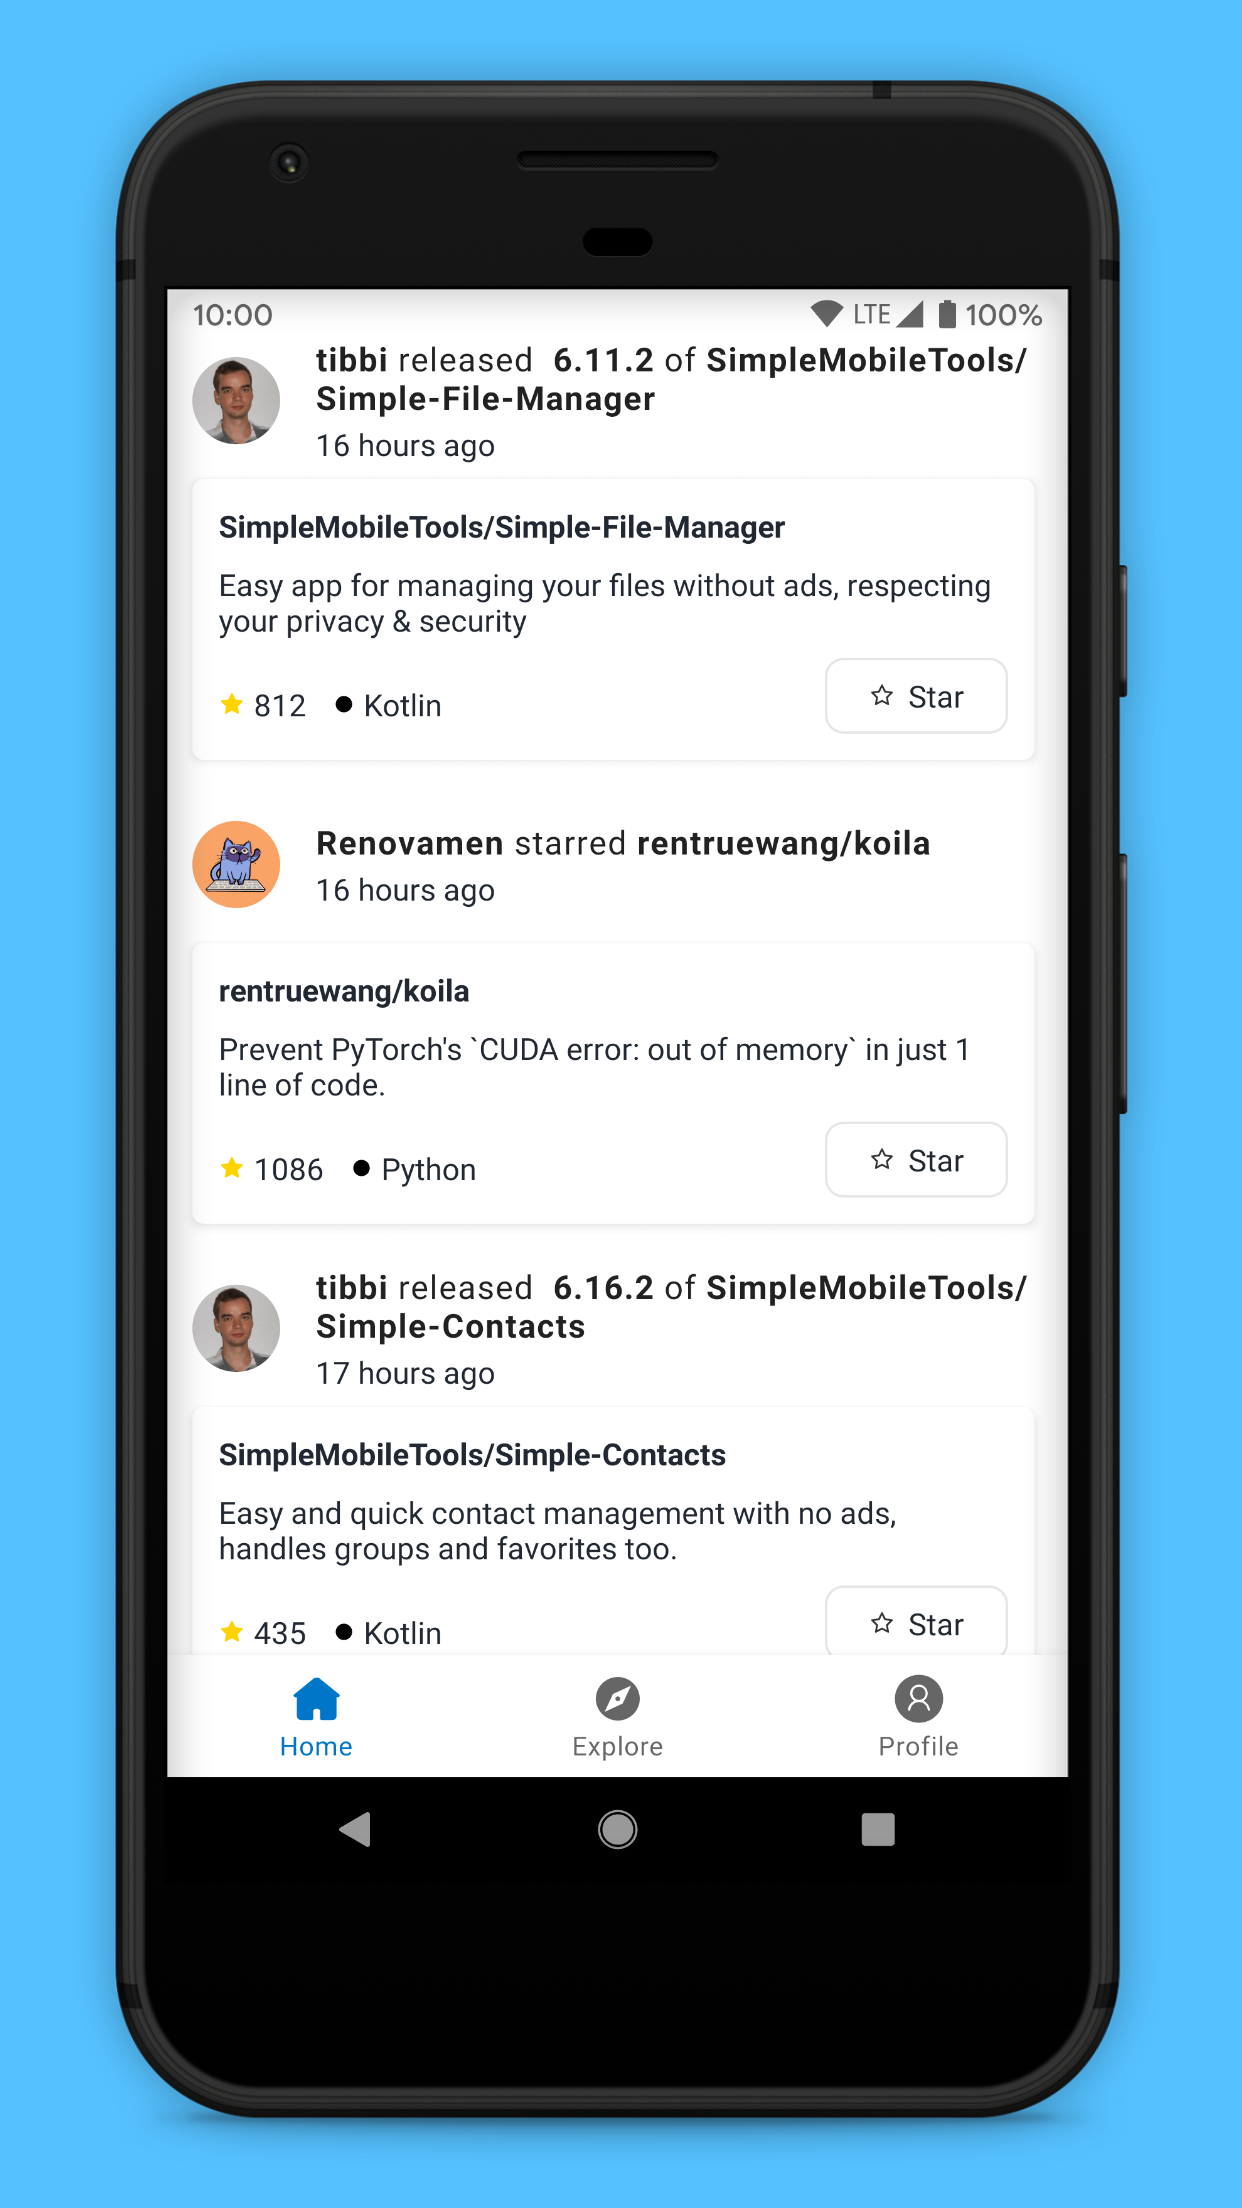 10:00 LTE 100%
tibbi released 6.11.2 of SimpleMobileTools/
Simple-File-Manager
16 hours ago
SimpleMobileTools/Simple-File-Manager
Easy app for managing your files without ads, respecting
your privacy & security
812 Kotlin Star
Renovamen starred rentruewang/koila
16 hours ago
rentruewang/koila
Prevent PyTorch's `CUDA error: out of memory` in just 1
line of code.
1086 Python Star
tibbi released 6.16.2 of SimpleMobileTools/
Simple-Contacts
17 hours ago
SimpleMobileTools/Simple-Contacts
Easy and quick contact management with no ads,
handles groups and favorites too.
435 Kotlin Star
Home Explore Profile